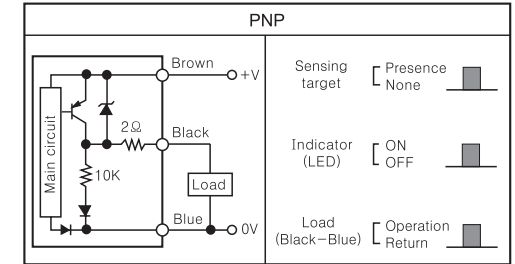 PNP
Brown
+V
Main circuit
2Ω
Black
10K
Load
Blue
0V
Sensing
target
Presence
None
Indicator
(LED)
ON
OFF
Load
(Black-Blue)
Operation
Return